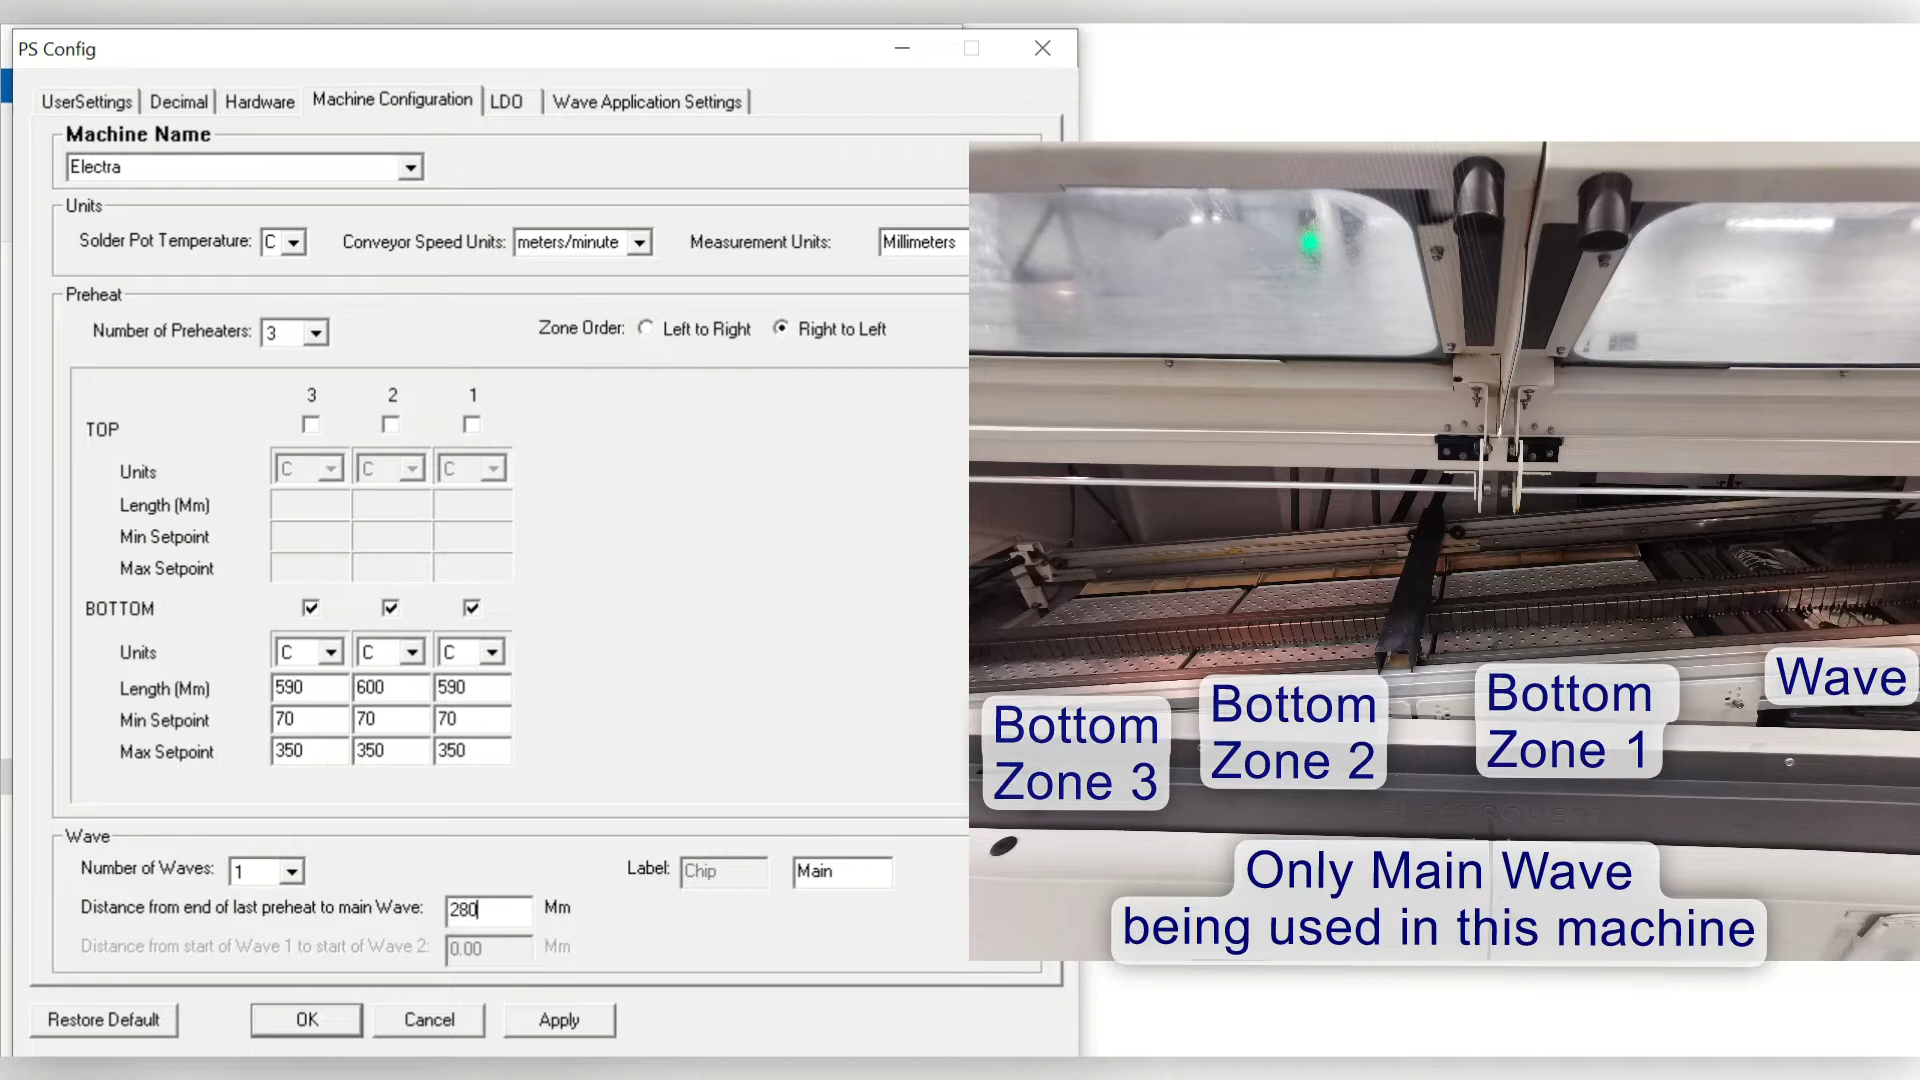 PS Config
UserSettings Decimal Hardware Machine Configuration LDO Wave Application Settings
Machine Name
Electra
Units
Solder Pot Temperature: C Conveyor Speed Units: meters/minute Measurement Units: Millimeters
Preheat
Number of Preheaters: 3 Zone Order: Left to Right Right to Left
3 2 1
TOP
Units C C C
Length (Mm)
Min Setpoint
Max Setpoint
BOTTOM
Units C C C
Length (Mm) 590 600 590
Min Setpoint 70 70 70
Max Setpoint 350 350 350
Wave
Number of Waves: 1 Label: Chip Main
Distance from end of last preheat to main Wave: 280 Mm
Distance from start of Wave 1 to start of Wave 2: 0.00 Mm
Restore Default OK Cancel Apply
Bottom
Zone 3
Bottom
Zone 2
Bottom
Zone 1
Wave
Only Main Wave
being used in this machine